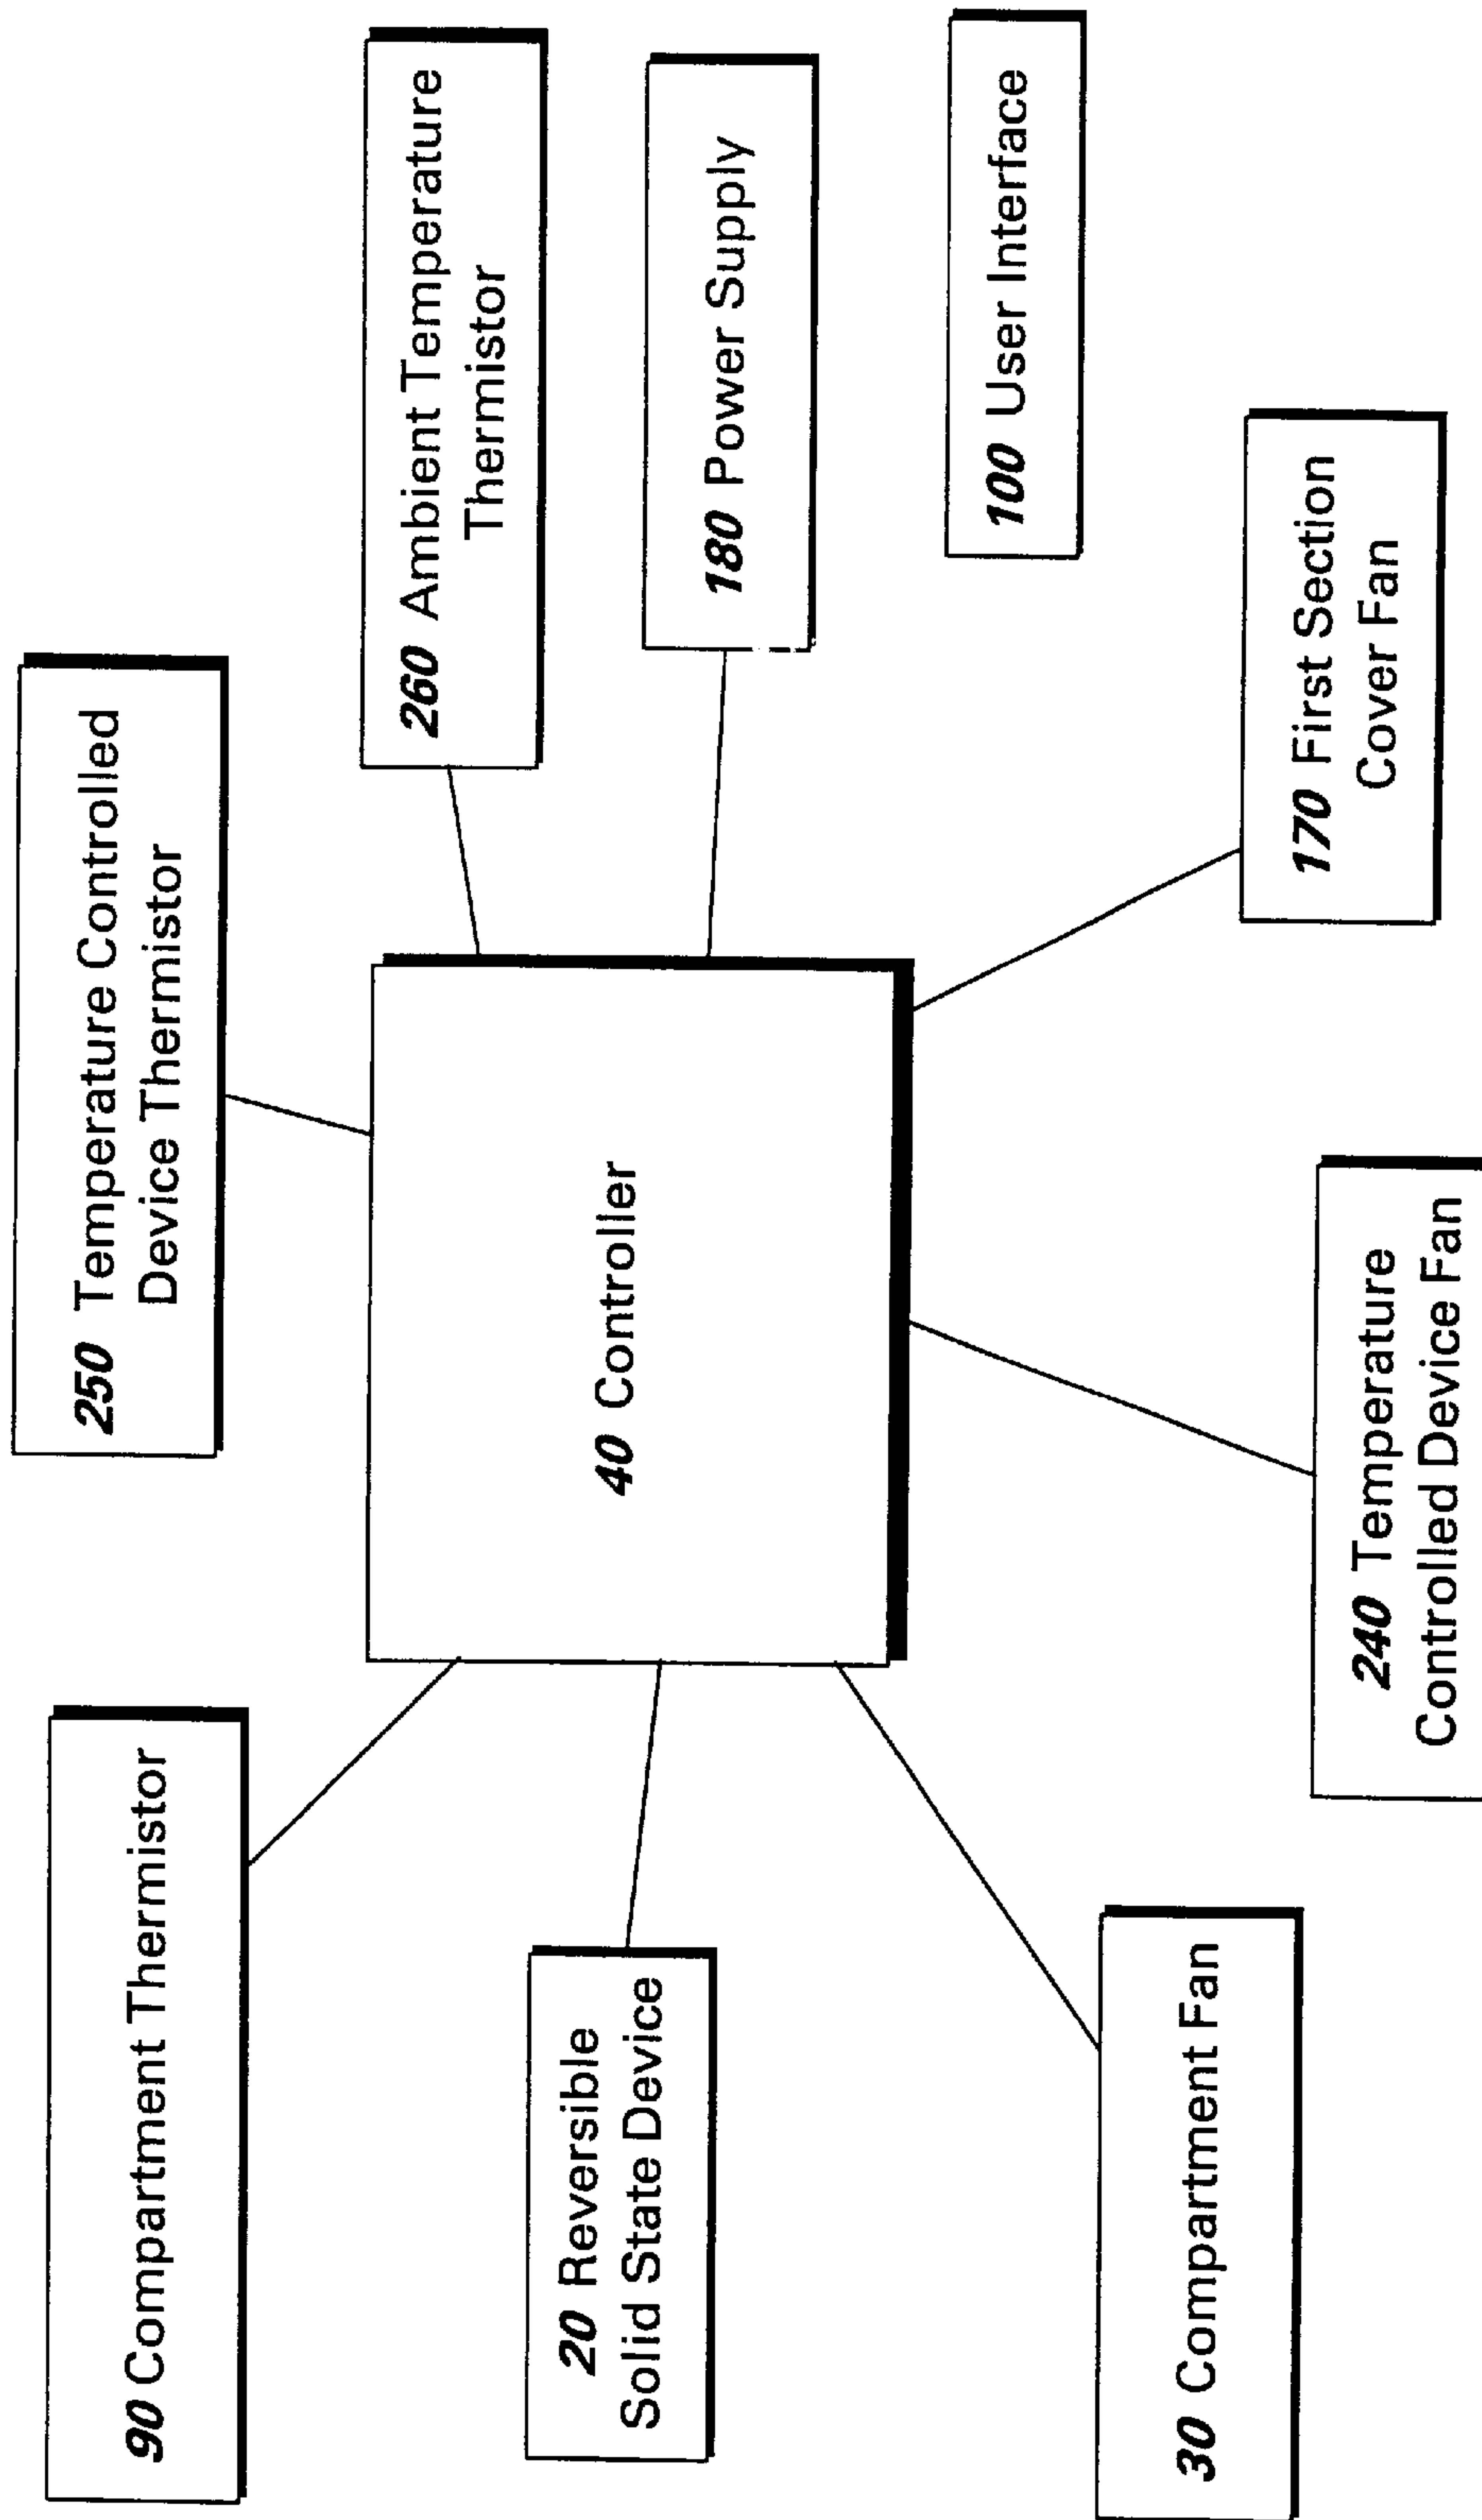 250 Temperature Controlled
Device Thermistor
90 Compartment Thermistor
260 Ambient Temperature
Thermistor
20 Reversible
Solid State Device
40 Controller
180 Power Supply
100 User Interface
30 Compartment Fan
240 Temperature
Controlled Device Fan
170 First Section
Cover Fan